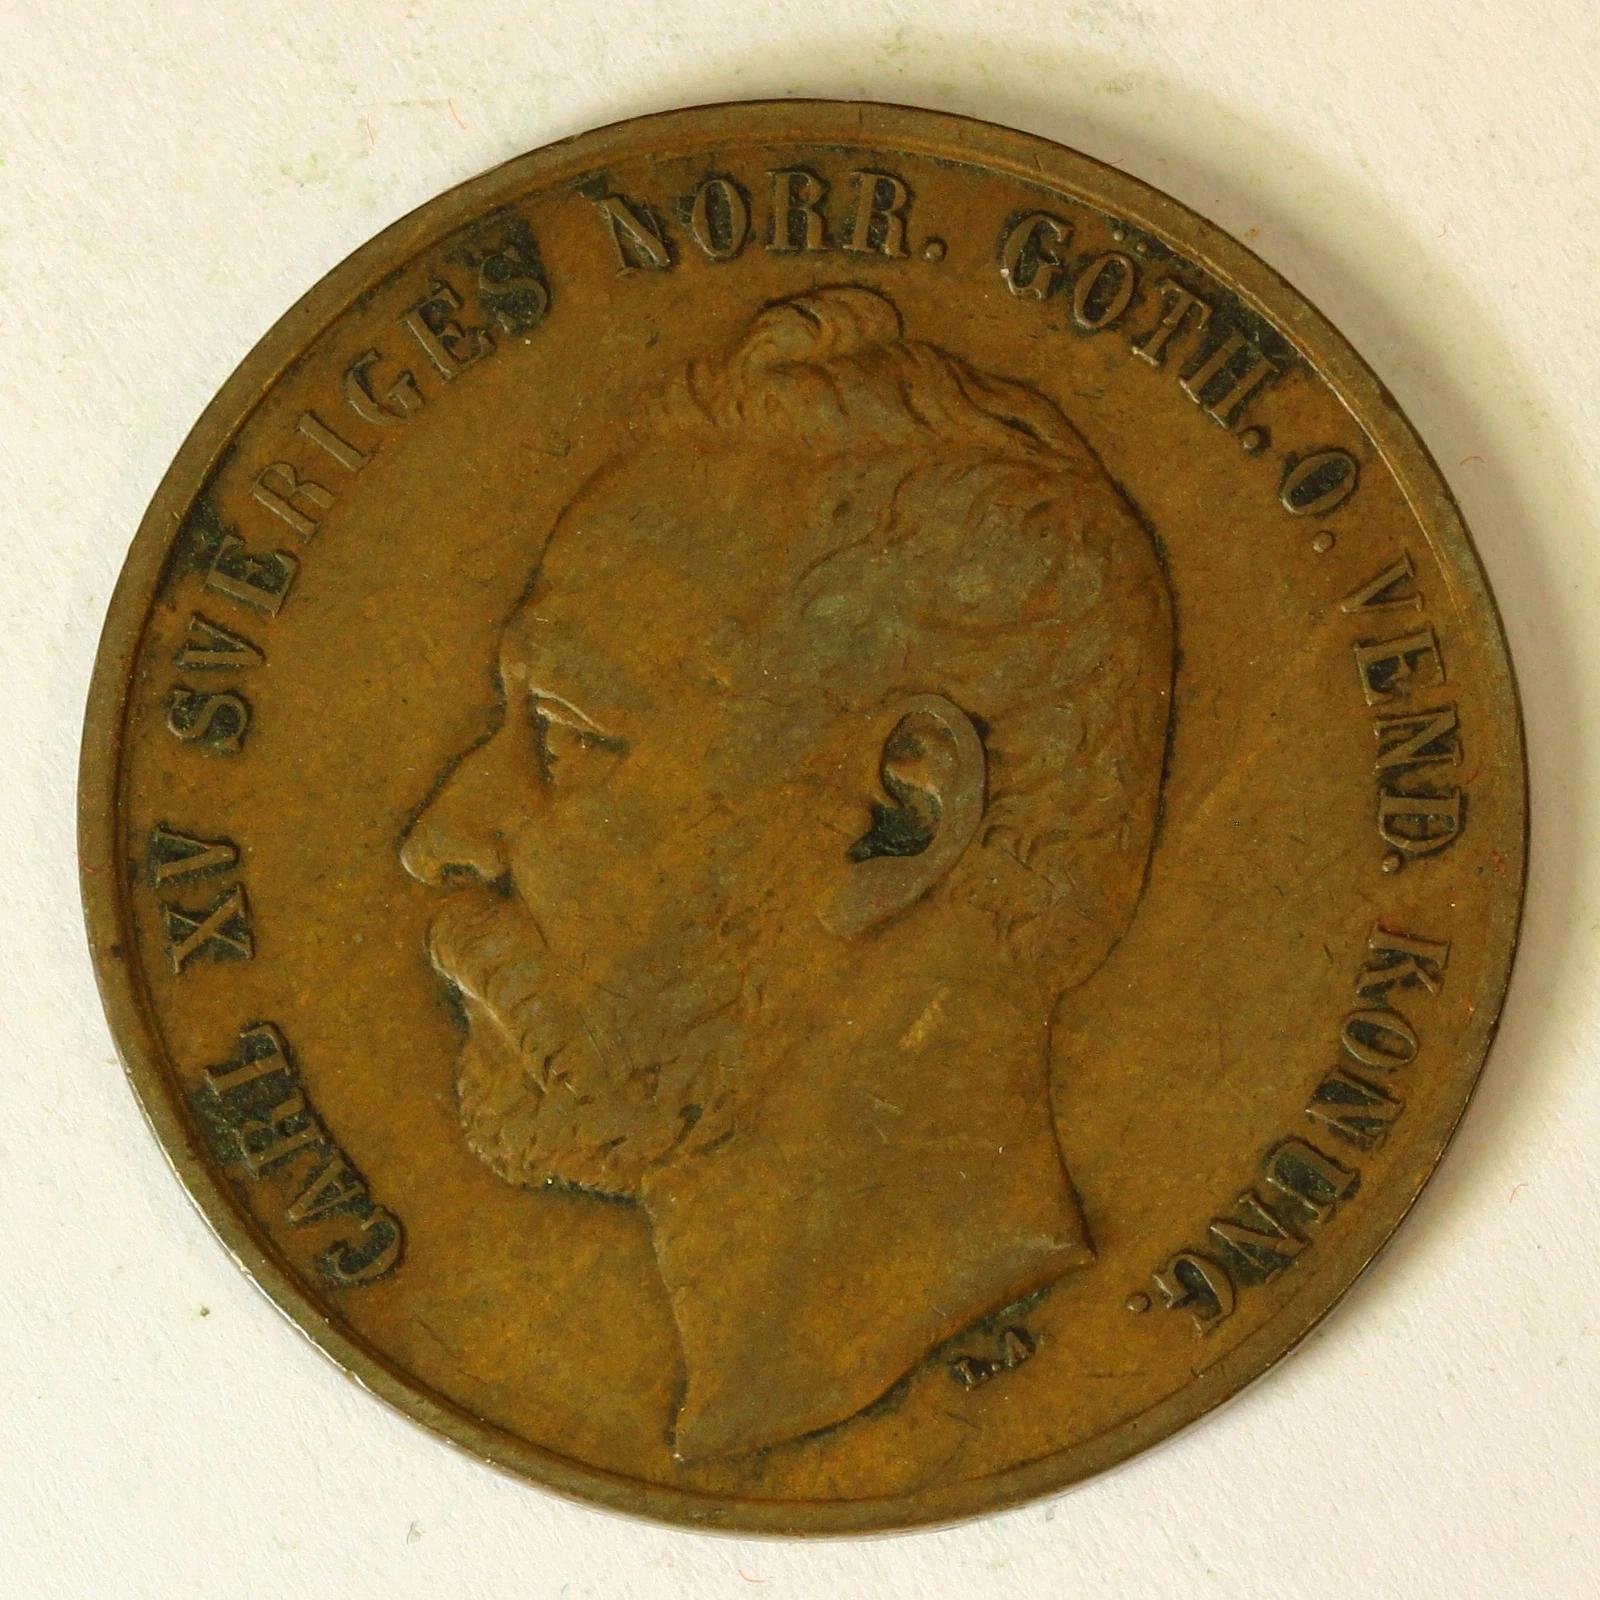 CARL XV SVERIGES NORR. GÖTH. O. VEND. KONUNG.
L.A